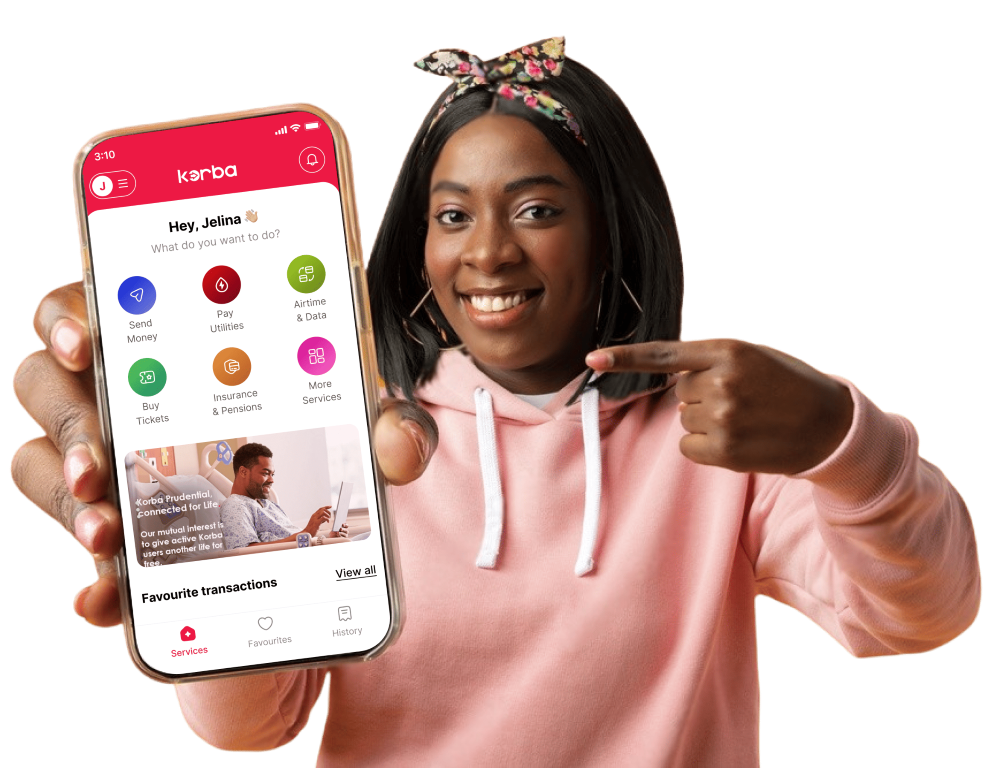 3:10
J
korba
Hey, Jelina 👋🏼
What do you want to do?
Send
Money
Pay
Utilities
Airtime
& Data
Buy
Tickets
Insurance
& Pensions
More
Services
Korba Prudential,
connected for Life
Our mutual interest is
to give active Korba
users another life for
free.
Favourite transactions
View all
Services
Favourites
History